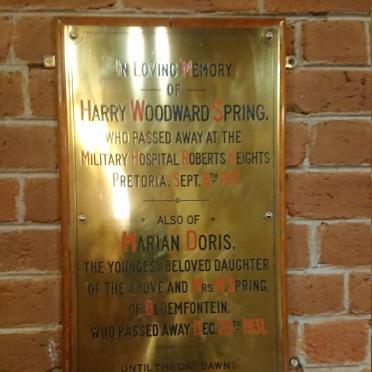 IN LOVING MEMORY
OF
HARRY WOODWARD SPRING,
WHO PASSED AWAY AT THE
MILITARY HOSPITAL ROBERTS HEIGHTS
PRETORIA. SEPT. 8TH
ALSO OF
MARIAN DORIS,
THE YOUNGEST BELOVED DAUGHTER
OF THE ABOVE AND MRS. SPRING,
OF BLOEMFONTEIN.
WHO PASSED AWAY DEC. 1931.
UNTIL THE DAY DAWNS